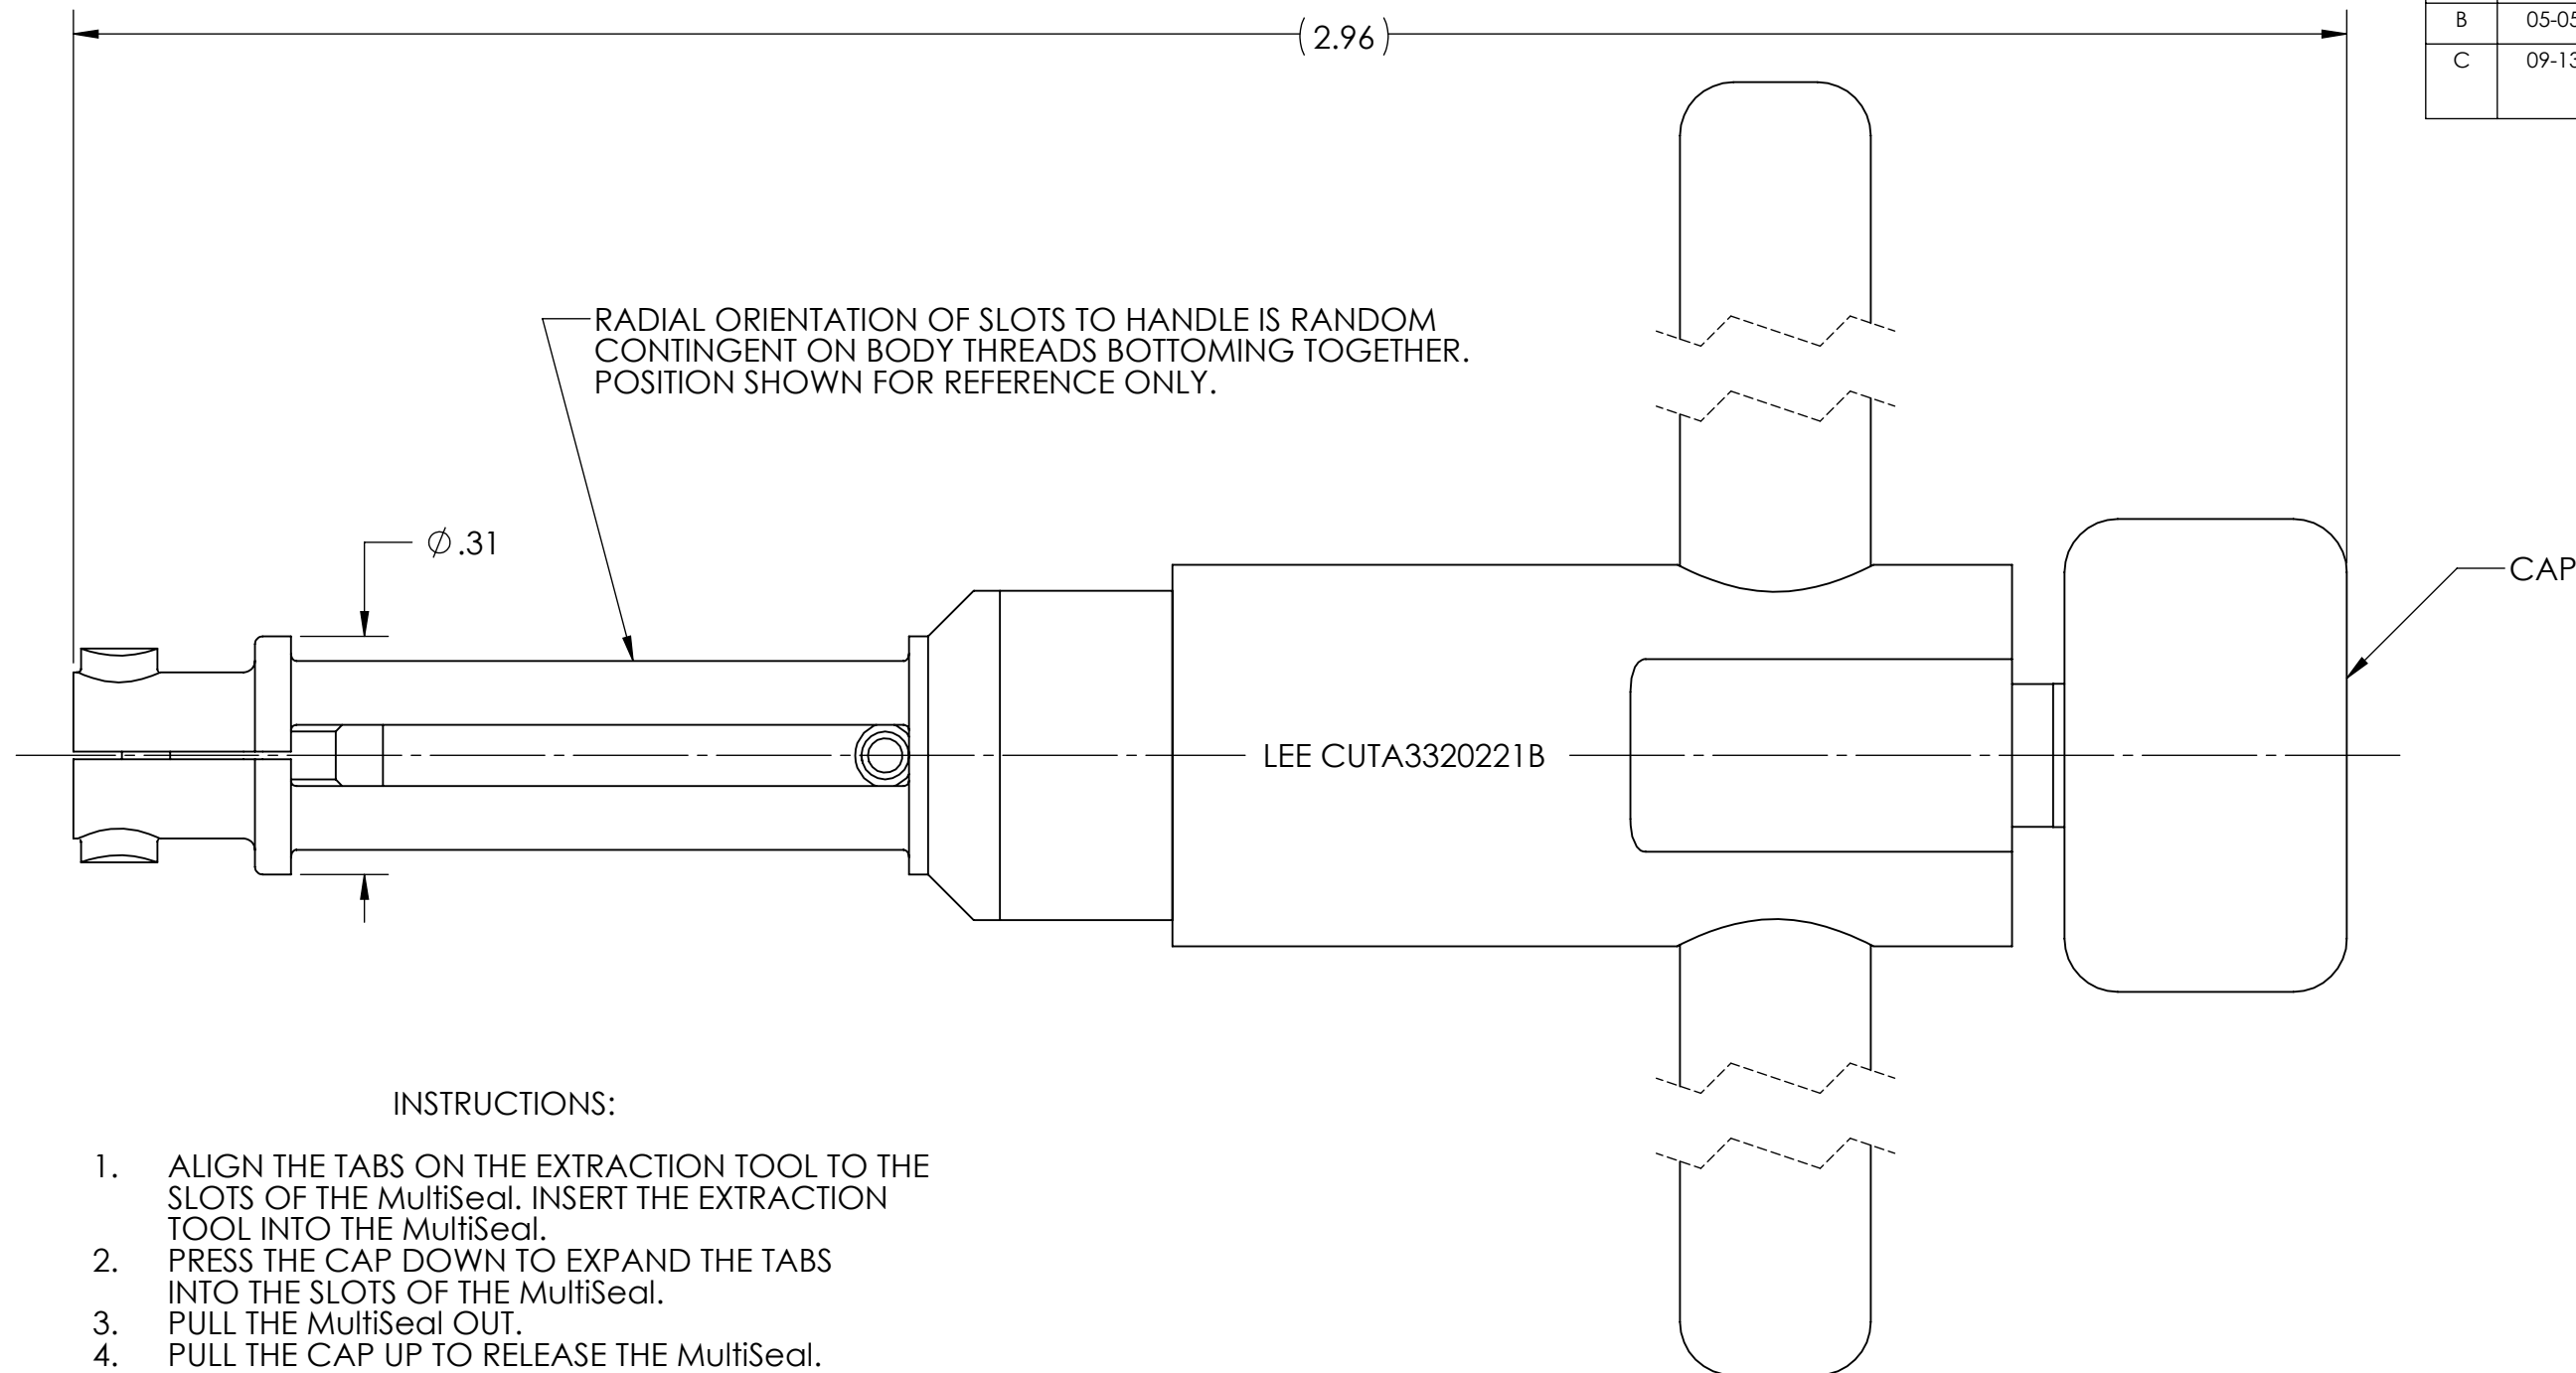 (2.96)
B 05-05
C 09-13
RADIAL ORIENTATION OF SLOTS TO HANDLE IS RANDOM
CONTINGENT ON BODY THREADS BOTTOMING TOGETHER.
POSITION SHOWN FOR REFERENCE ONLY.
∅.31
CAP
LEE CUTA3320221B
INSTRUCTIONS:
1. ALIGN THE TABS ON THE EXTRACTION TOOL TO THE
SLOTS OF THE MultiSeal. INSERT THE EXTRACTION
TOOL INTO THE MultiSeal.
2. PRESS THE CAP DOWN TO EXPAND THE TABS
INTO THE SLOTS OF THE MultiSeal.
3. PULL THE MultiSeal OUT.
4. PULL THE CAP UP TO RELEASE THE MultiSeal.